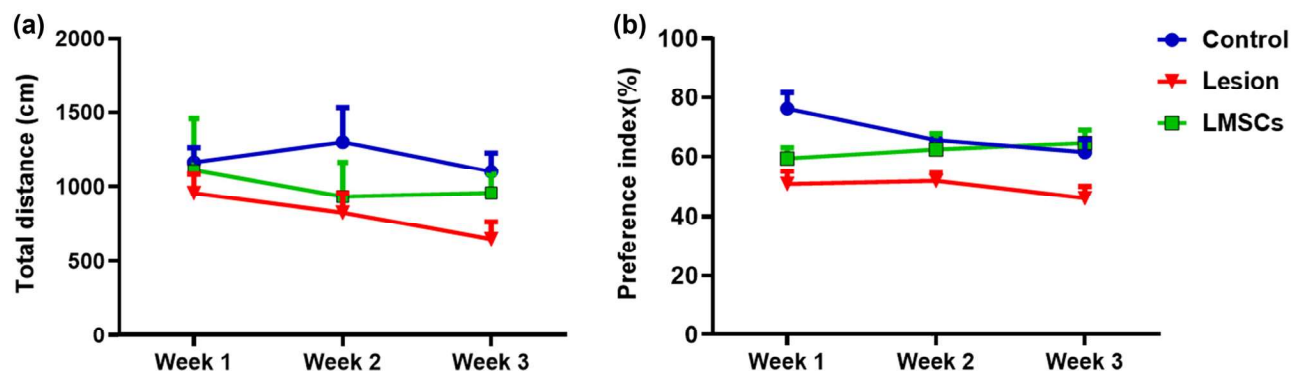 (a)
Total distance (cm)
2000
1500
1000
500
0
Week 1 Week 2 Week 3
(b)
Preference index(%)
100
80
60
40
20
0
Week 1 Week 2 Week 3
Control
Lesion
LMSCs